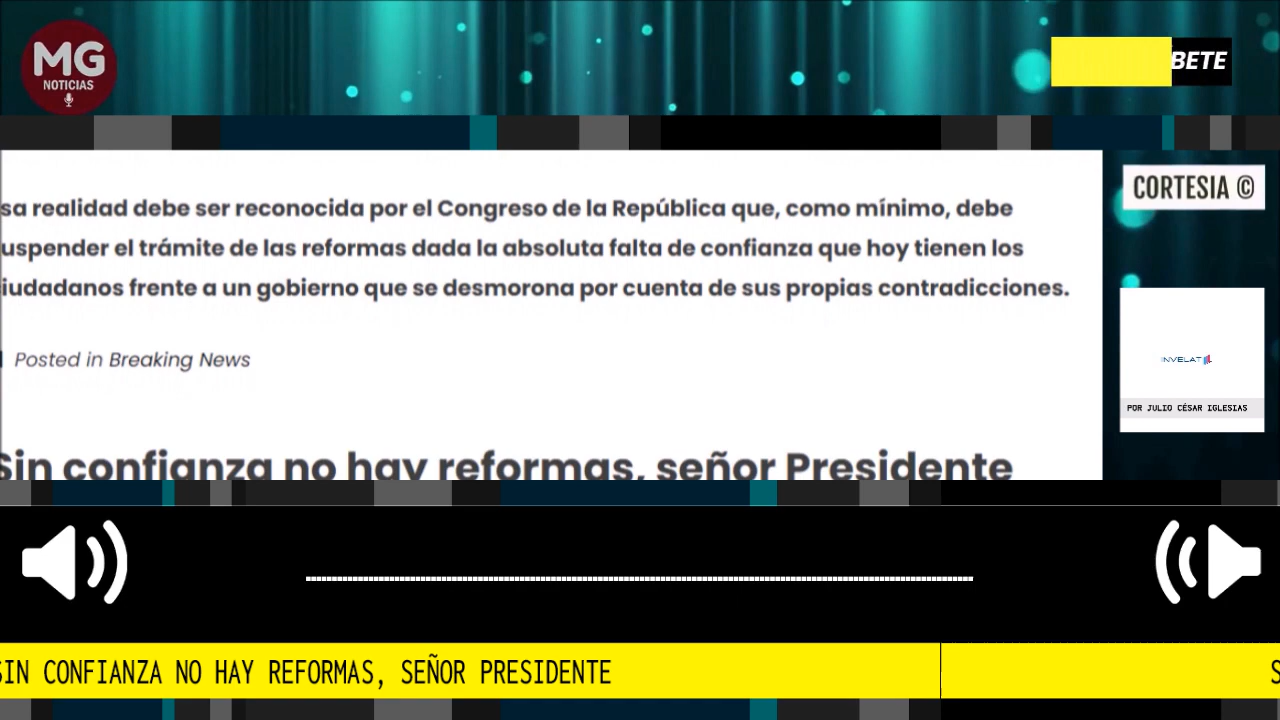 MG
NOTICIAS
BETE
CORTESIA ©
sa realidad debe ser reconocida por el Congreso de la República que, como mínimo, debe
uspender el trámite de las reformas dada la absoluta falta de confianza que hoy tienen los
iudadanos frente a un gobierno que se desmorona por cuenta de sus propias contradicciones.
Posted in Breaking News
INVELAT
POR JULIO CÉSAR IGLESIAS
Sin confianza no hay reformas, señor Presidente
SIN CONFIANZA NO HAY REFORMAS, SEÑOR PRESIDENTE
S